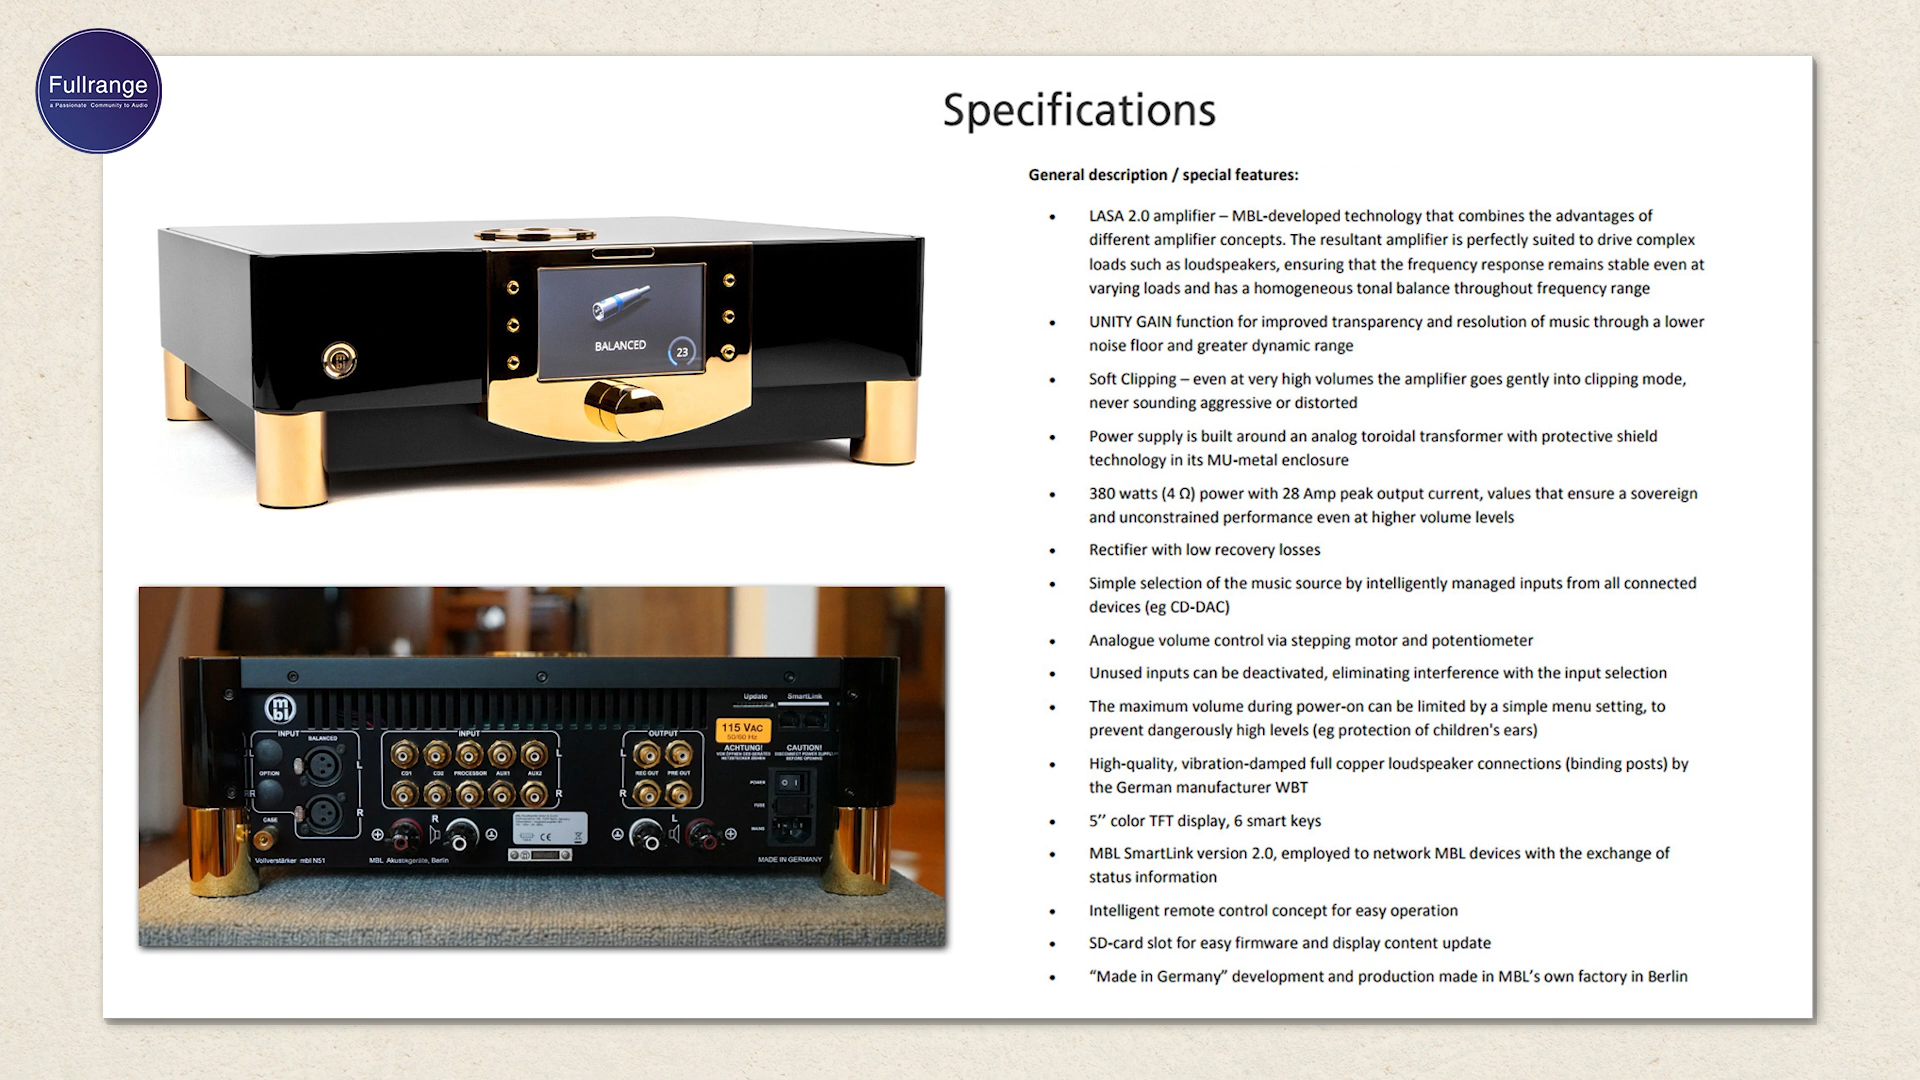 Fullrange
a Passionate Community to Audio
Specifications
General description / special features:
• LASA 2.0 amplifier – MBL-developed technology that combines the advantages of
different amplifier concepts. The resultant amplifier is perfectly suited to drive complex
loads such as loudspeakers, ensuring that the frequency response remains stable even at
varying loads and has a homogeneous tonal balance throughout frequency range
• UNITY GAIN function for improved transparency and resolution of music through a lower
noise floor and greater dynamic range
• Soft Clipping – even at very high volumes the amplifier goes gently into clipping mode,
never sounding aggressive or distorted
• Power supply is built around an analog toroidal transformer with protective shield
technology in its MU-metal enclosure
• 380 watts (4 Ω) power with 28 Amp peak output current, values that ensure a sovereign
and unconstrained performance even at higher volume levels
• Rectifier with low recovery losses
• Simple selection of the music source by intelligently managed inputs from all connected
devices (eg CD-DAC)
• Analogue volume control via stepping motor and potentiometer
• Unused inputs can be deactivated, eliminating interference with the input selection
• The maximum volume during power-on can be limited by a simple menu setting, to
prevent dangerously high levels (eg protection of children's ears)
• High-quality, vibration-damped full copper loudspeaker connections (binding posts) by
the German manufacturer WBT
• 5’’ color TFT display, 6 smart keys
• MBL SmartLink version 2.0, employed to network MBL devices with the exchange of
status information
• Intelligent remote control concept for easy operation
• SD-card slot for easy firmware and display content update
• “Made in Germany” development and production made in MBL’s own factory in Berlin
BALANCED
23
Update SmartLink
mbl
115 VAC
50/60 Hz
INPUT BALANCED
INPUT
OUTPUT
ACHTUNG! CAUTION!
VOR ÖFFNEN DES GERÄTES DISCONNECT POWER SUPPLY
NETZSTECKER ZIEHEN BEFORE OPENING
L L L L L
OPTION
CD1 CD2 PROCESSOR AUX1 AUX2
REC OUT PRE OUT
POWER
R R R R
FUSE
CASE
R L
MAINS
CE
Vollverstärker mbl N51
MBL Akustikgeräte, Berlin
MADE IN GERMANY